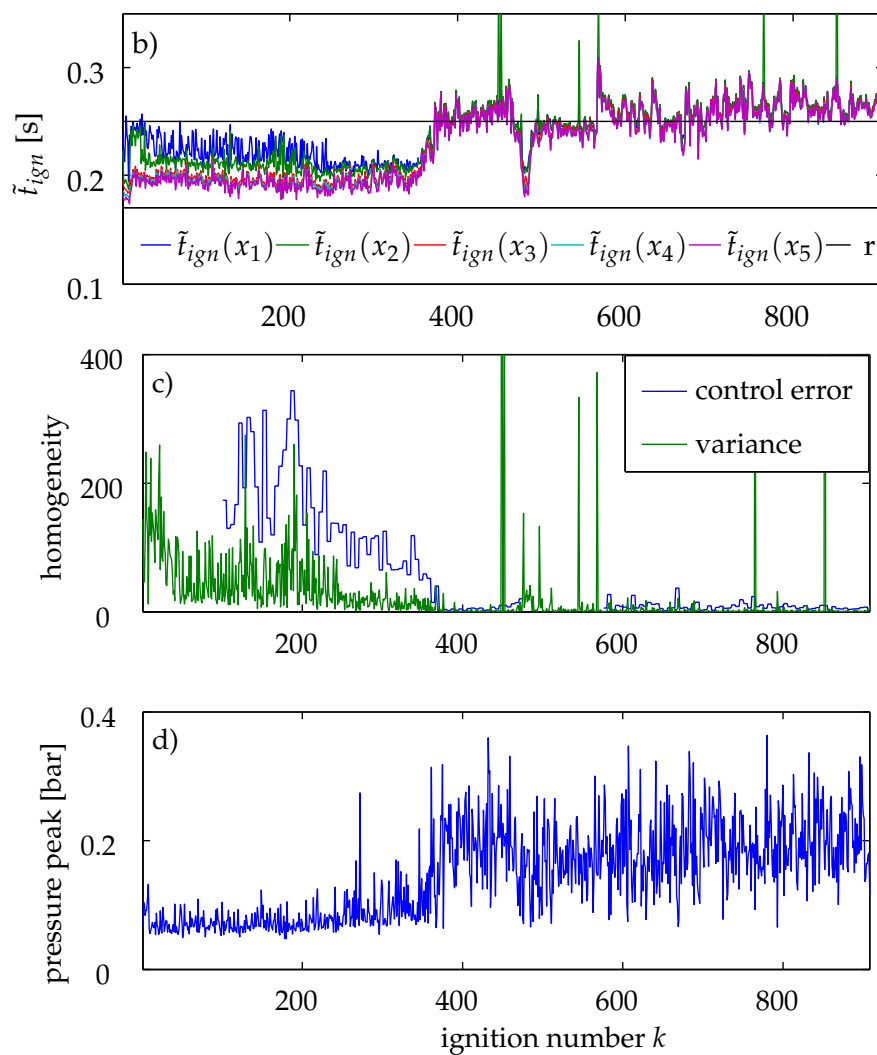 b)
0.3
0.2
0.1
t̃ign [s]
t̃ign(x1) t̃ign(x2) t̃ign(x3) t̃ign(x4) t̃ign(x5) r
200 400 600 800
c)
400
200
0
homogeneity
control error
variance
200 400 600 800
d)
0.4
0.2
0
pressure peak [bar]
200 400 600 800
ignition number k